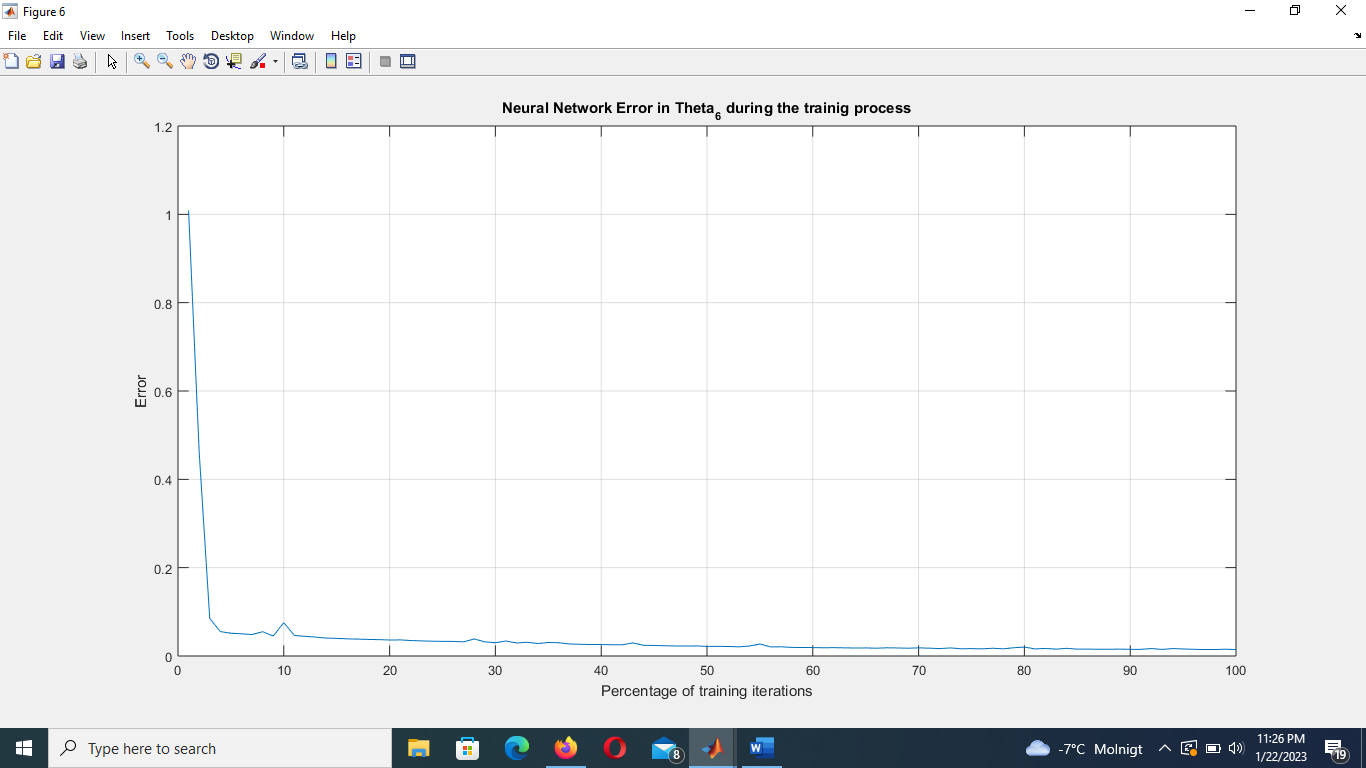 Figure 6
File Edit View Insert Tools Desktop Window Help
Neural Network Error in Theta6 during the trainig process
1.2
1
0.8
0.6
0.4
0.2
0
Error
0 10 20 30 40 50 60 70 80 90 100
Percentage of training iterations
Type here to search
8
W
-7°C Molnigt
11:26 PM
1/22/2023
19